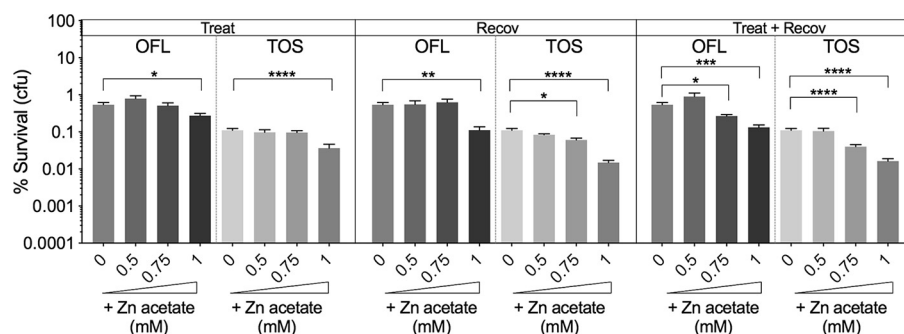 Treat Recov Treat + Recov
OFL TOS OFL TOS OFL TOS
* **** ** **** * *** * **** ****
% Survival (cfu)
100
10
1
0.1
0.01
0.001
0.0001
0 0.5 0.75 1 0 0.5 0.75 1 0 0.5 0.75 1 0 0.5 0.75 1 0 0.5 0.75 1 0 0.5 0.75 1
+ Zn acetate + Zn acetate + Zn acetate + Zn acetate + Zn acetate + Zn acetate
(mM) (mM) (mM) (mM) (mM) (mM)